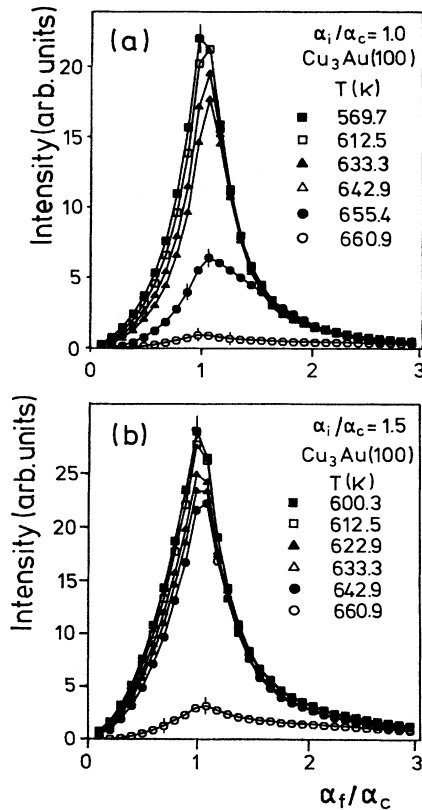 (a)
αi/αc=1.0
Cu3Au(100)
T(K)
569.7
612.5
633.3
642.9
655.4
660.9
Intensity (arb. units)
20
15
10
5
0
0 1 2 3
(b)
αi/αc=1.5
Cu3Au(100)
T(K)
600.3
612.5
622.9
633.3
642.9
660.9
Intensity (arb. units)
25
20
15
10
5
0
0 1 2 3
αf/αc